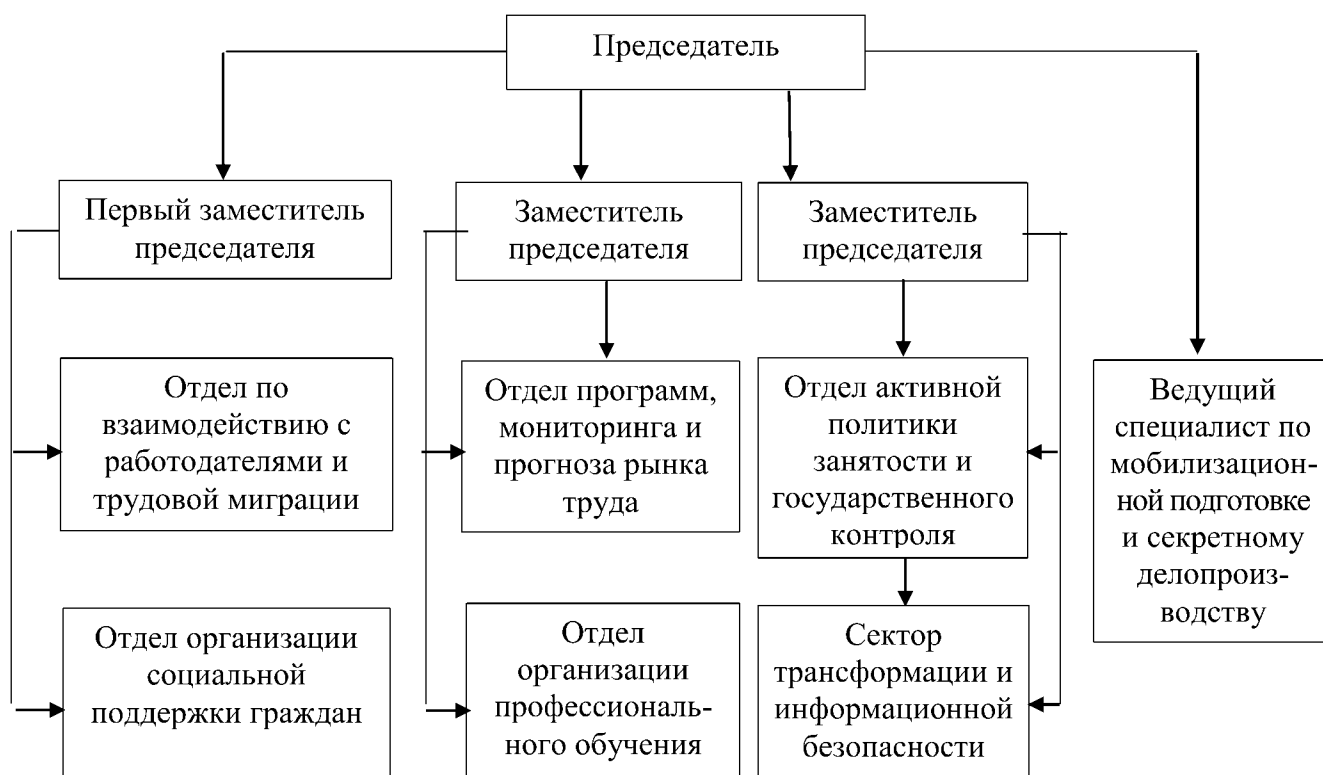 Председатель
Первый заместитель
председателя
Заместитель
председателя
Заместитель
председателя
Отдел по
взаимодействию с
работодателями и
трудовой миграции
Отдел программ,
мониторинга и
прогноза рынка
труда
Отдел активной
политики
занятости и
государственного
контроля
Ведущий
специалист по
мобилизацион-
ной подготовке
и секретному
делопроиз-
водству
Отдел организации
социальной
поддержки граждан
Отдел
организации
профессиональ-
ного обучения
Сектор
трансформации и
информационной
безопасности